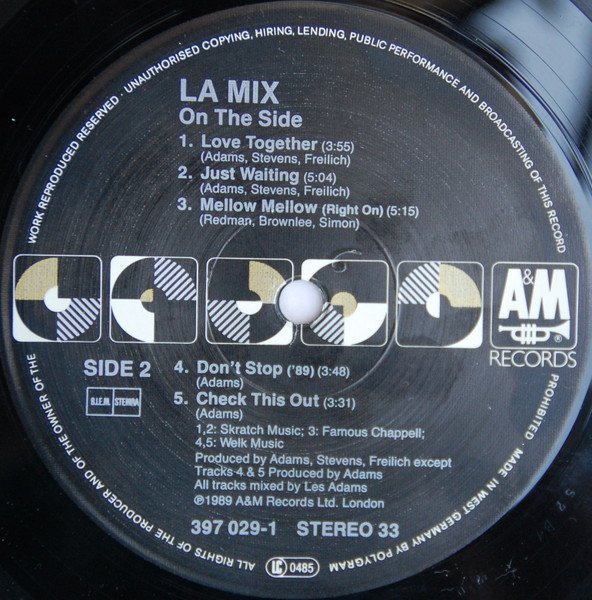 WORK REPRODUCED RESERVED · UNAUTHORISED COPYING, HIRING, LENDING, PUBLIC PERFORMANCE AND BROADCASTING OF THIS RECORD
LA MIX
On The Side
1. Love Together (3:55)
(Adams, Stevens, Freilich)
2. Just Waiting (5:04)
(Adams, Stevens, Freilich)
3. Mellow Mellow (Right On) (5:15)
(Redman, Brownlee, Simon)
A&M
®
RECORDS
SIDE 2
B.I.E.M. STEMRA
4. Don't Stop ('89) (3:48)
(Adams)
5. Check This Out (3:31)
(Adams)
1,2: Skratch Music; 3: Famous Chappell;
4,5: Welk Music
Produced by Adams, Stevens, Freilich except
Tracks 4 & 5 Produced by Adams
All tracks mixed by Les Adams
℗1989 A&M Records Ltd. London
397 029-1 STEREO 33
LC 0485
PROHIBITED · MADE IN WEST GERMANY BY POLYGRAM
ALL RIGHTS OF THE PRODUCER AND OF THE OWNER OF THE